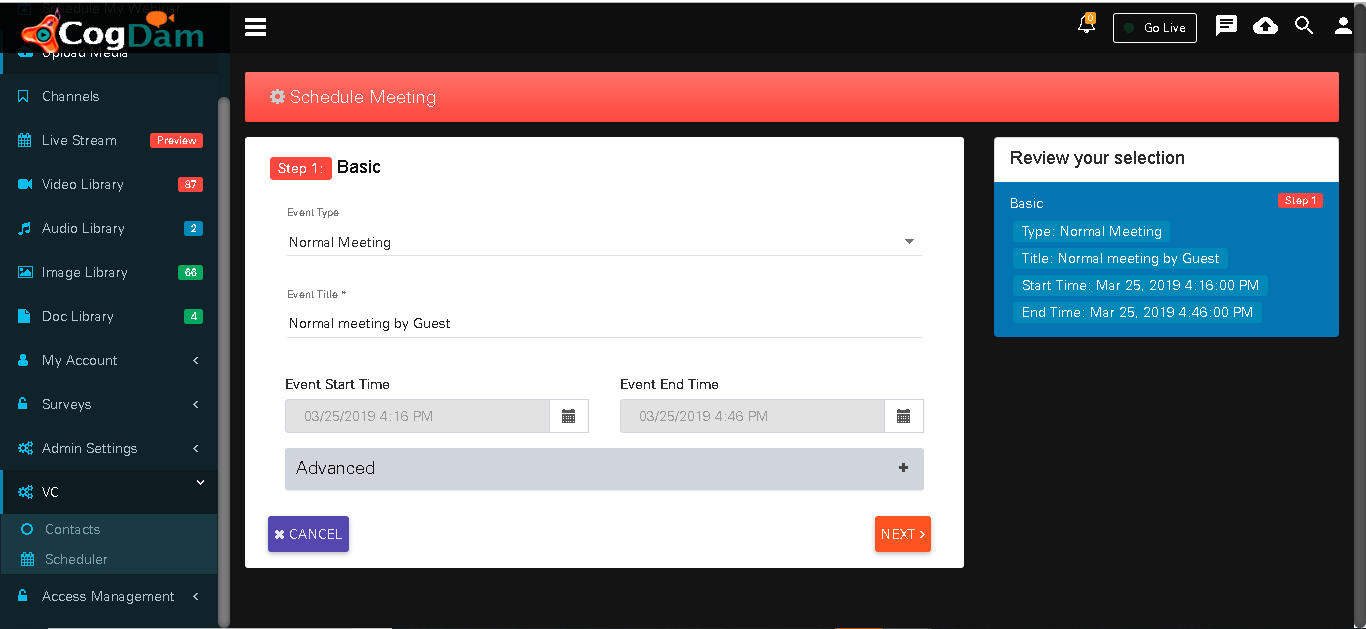 Schedule My Webinar
CogDam
0
Go Live
Upload Media
Channels
Live Stream
Preview
Video Library
87
Audio Library
2
Image Library
66
Doc Library
4
My Account
Surveys
Admin Settings
VC
Contacts
Scheduler
Access Management
Schedule Meeting
Step 1: Basic
Event Type
Normal Meeting
Event Title *
Normal meeting by Guest
Event Start Time
03/25/2019 4:16 PM
Event End Time
03/25/2019 4:46 PM
Advanced
CANCEL
NEXT
Review your selection
Basic
Step 1
Type: Normal Meeting
Title: Normal meeting by Guest
Start Time: Mar 25, 2019 4:16:00 PM
End Time: Mar 25, 2019 4:46:00 PM